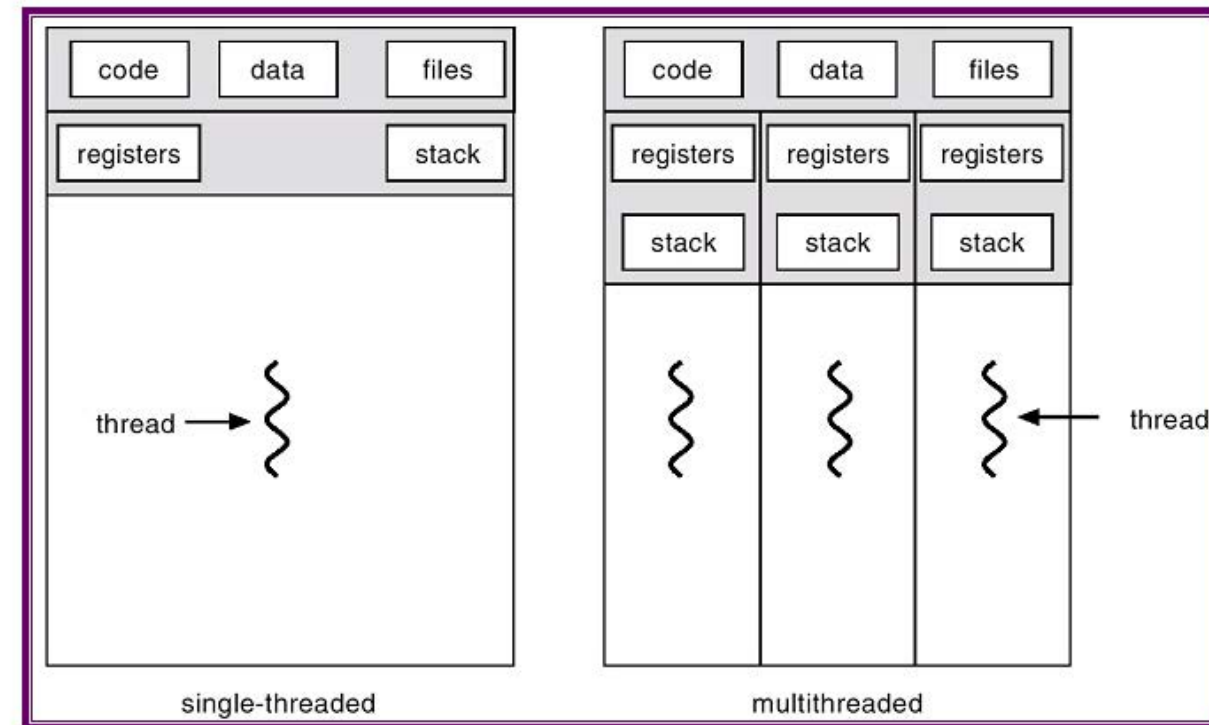 code data files code data files
registers stack registers registers registers
stack stack stack
thread thread
single-threaded multithreaded